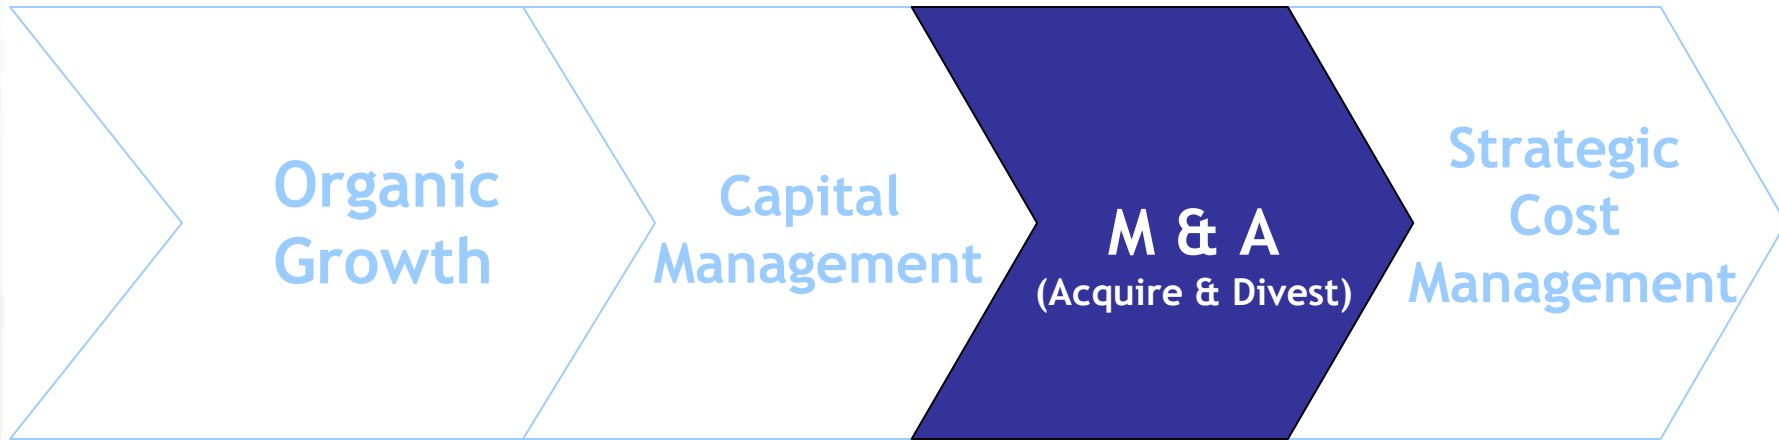 Organic
Growth
Capital
Management
M & A
(Acquire & Divest)
Strategic
Cost
Management